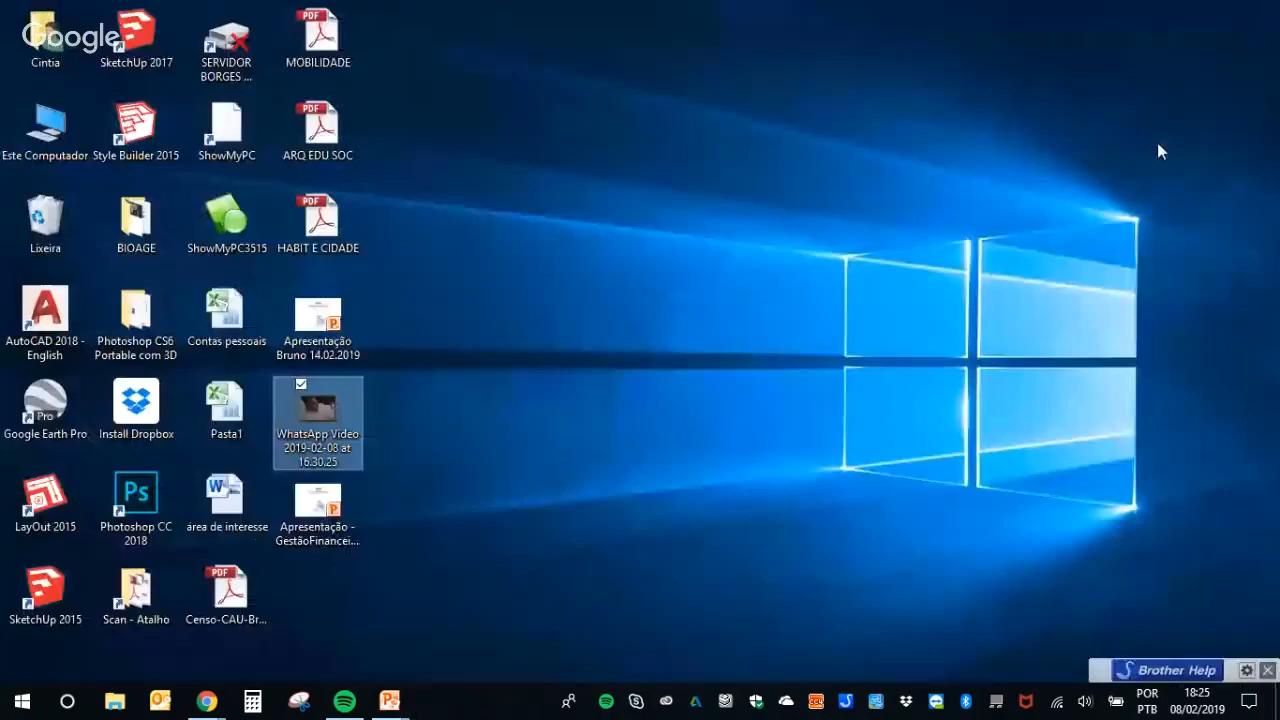 Google
Cintia
SketchUp 2017
SERVIDOR
BORGES ...
PDF
MOBILIDADE
Este Computador
Style Builder 2015
ShowMyPC
PDF
ARQ EDU SOC
Lixeira
BIOAGE
ShowMyPC3515
PDF
HABIT E CIDADE
AutoCAD 2018 -
English
Photoshop CS6
Portable com 3D
Contas pessoais
Apresentação
Bruno 14.02.2019
Pro
Google Earth Pro
Install Dropbox
Pasta1
WhatsApp Video
2019-02-08 at
16.30.25
LayOut 2015
Ps
Photoshop CC
2018
área de interesse
Apresentação -
GestãoFinancei...
SketchUp 2015
Scan - Atalho
PDF
Censo-CAU-Br...
Brother Help
POR
PTB
18:25
08/02/2019